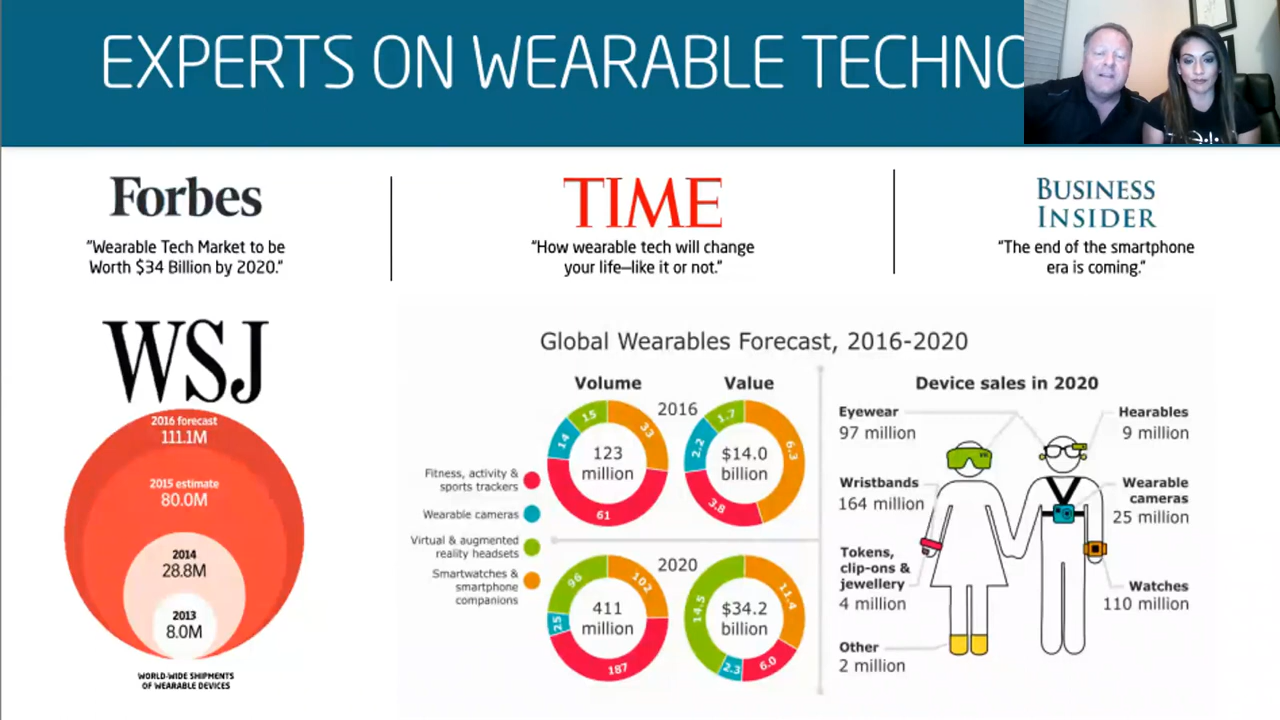 EXPERTS ON WEARABLE TECHNO
Forbes
"Wearable Tech Market to be
Worth $34 Billion by 2020."
TIME
"How wearable tech will change
your life—like it or not."
BUSINESS
INSIDER
"The end of the smartphone
era is coming."
WSJ
2016 forecast
111.1M
2015 estimate
80.0M
2014
28.8M
2013
8.0M
WORLD-WIDE SHIPMENTS
OF WEARABLE DEVICES
Global Wearables Forecast, 2016-2020
Volume
Value
2016
15
33
14
61
123
million
1.7
6.3
2.2
3.8
$14.0
billion
Fitness, activity &
sports trackers
Wearable cameras
Virtual & augmented
reality headsets
Smartwatches &
smartphone
companions
2020
96
102
25
187
411
million
14.5
11.4
2.3
6.0
$34.2
billion
Device sales in 2020
Eyewear
97 million
Wristbands
164 million
Tokens,
clip-ons &
jewellery
4 million
Other
2 million
Hearables
9 million
Wearable
cameras
25 million
Watches
110 million
VR